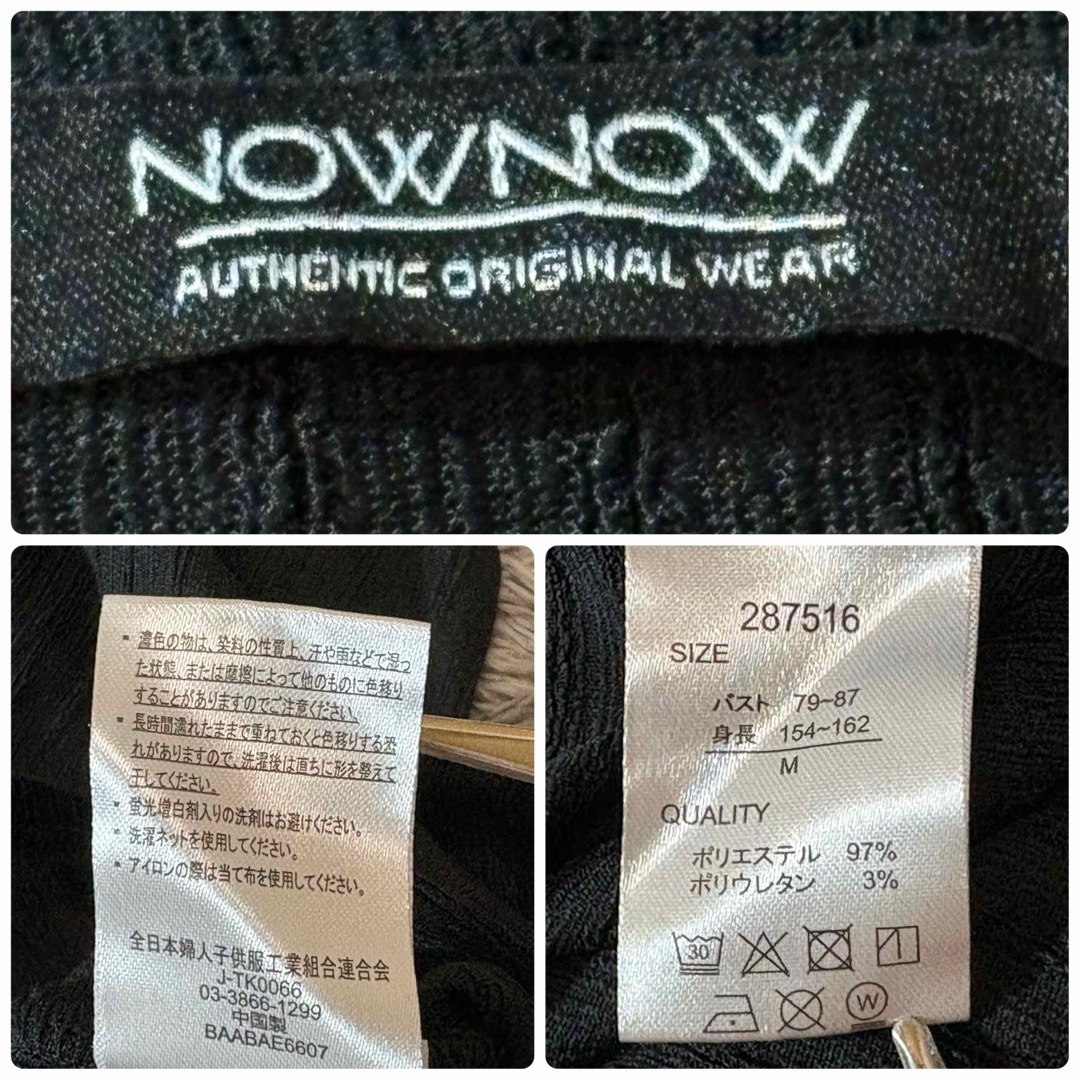 NOWNOW
AUTHENTIC ORIGINAL WEAR
▪ 濃色の物は、染料の性質上、汗や雨などで湿っ
た状態、または摩擦によって他のものに色移り
することがありますのでご注意ください。
▪ 長時間濡れたままで重ねておくと色移りする恐
れがありますので、洗濯後は直ちに形を整えて
干してください。
▪ 蛍光増白剤入りの洗剤はお避けください。
▪ 洗濯ネットを使用してください。
▪ アイロンの際は当て布を使用してください。
全日本婦人子供服工業組合連合会
J-TK0066
03-3866-1299
中国製
BAABAE6607
287516
SIZE
バスト 79~87
身長 154~162
M
QUALITY
ポリエステル 97%
ポリウレタン 3%
30
W